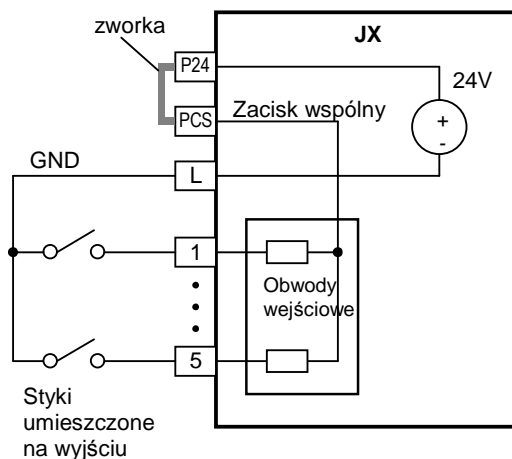 zworka
JX
P24
24V
PCS
Zacisk wspólny
+
-
GND
L
1
Obwody
wejściowe
5
Styki
umieszczone
na wyjściu